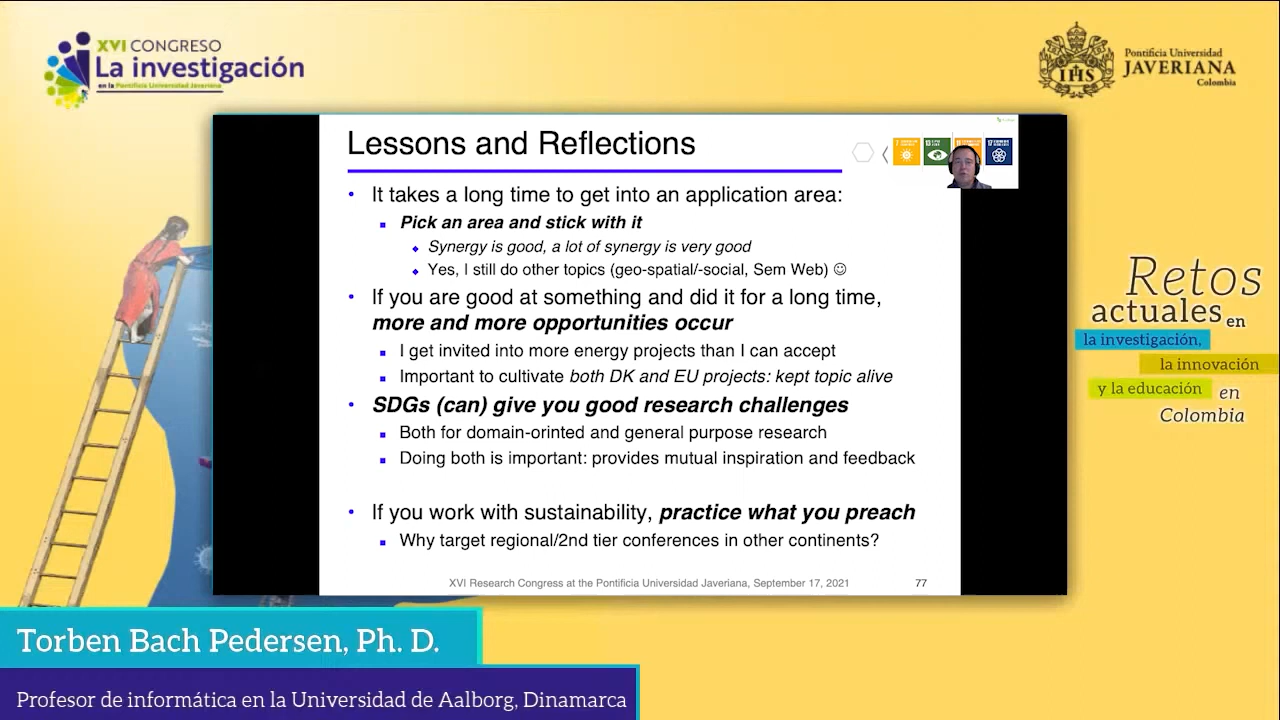 XVI CONGRESO
La investigación
en la Pontificia Universidad Javeriana
IHS
Pontificia Universidad
JAVERIANA
Colombia
Lessons and Reflections
• It takes a long time to get into an application area:
Pick an area and stick with it
Synergy is good, a lot of synergy is very good
Yes, I still do other topics (geo-spatial/-social, Sem Web) ☺
• If you are good at something and did it for a long time,
more and more opportunities occur
I get invited into more energy projects than I can accept
Important to cultivate both DK and EU projects: kept topic alive
• SDGs (can) give you good research challenges
Both for domain-orinted and general purpose research
Doing both is important: provides mutual inspiration and feedback
• If you work with sustainability, practice what you preach
Why target regional/2nd tier conferences in other continents?
XVI Research Congress at the Pontificia Universidad Javeriana, September 17, 2021
77
Retos
actuales en
la investigación,
la innovación
y la educación en
Colombia
Torben Bach Pedersen, Ph. D.
Profesor de informática en la Universidad de Aalborg, Dinamarca